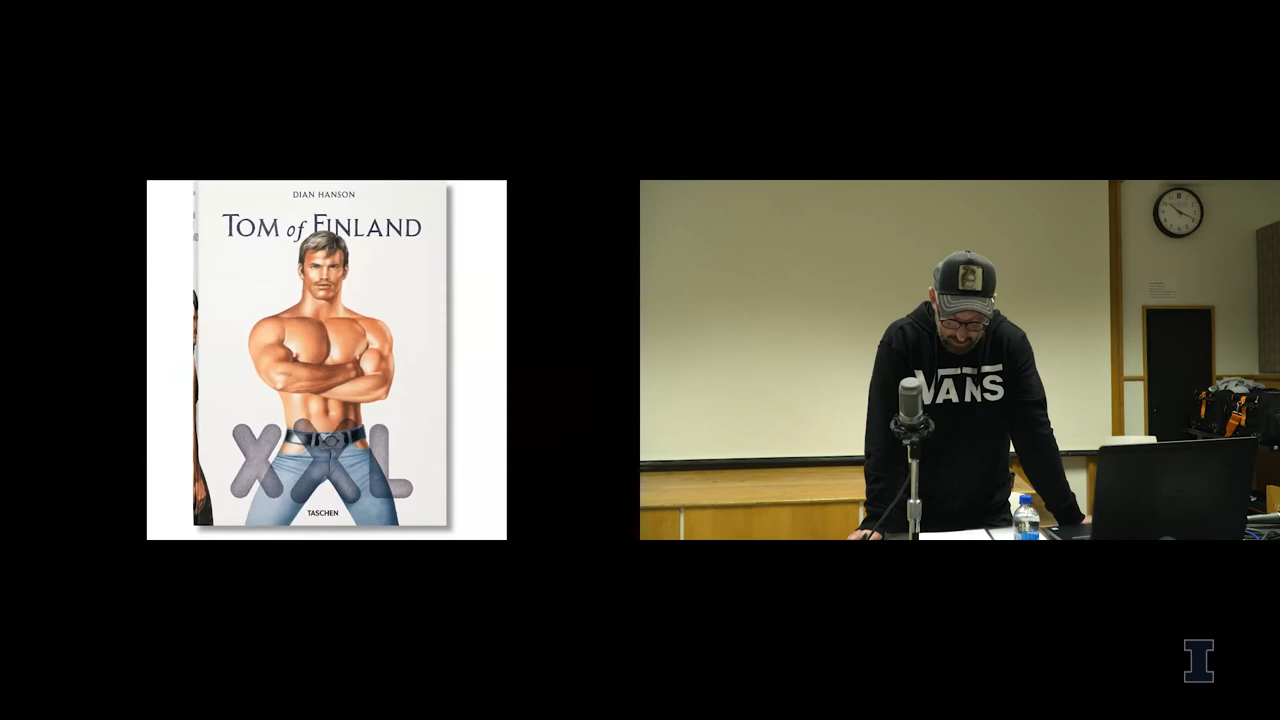 DIAN HANSON
TOM of FINLAND
XXL
TASCHEN
VANS
I